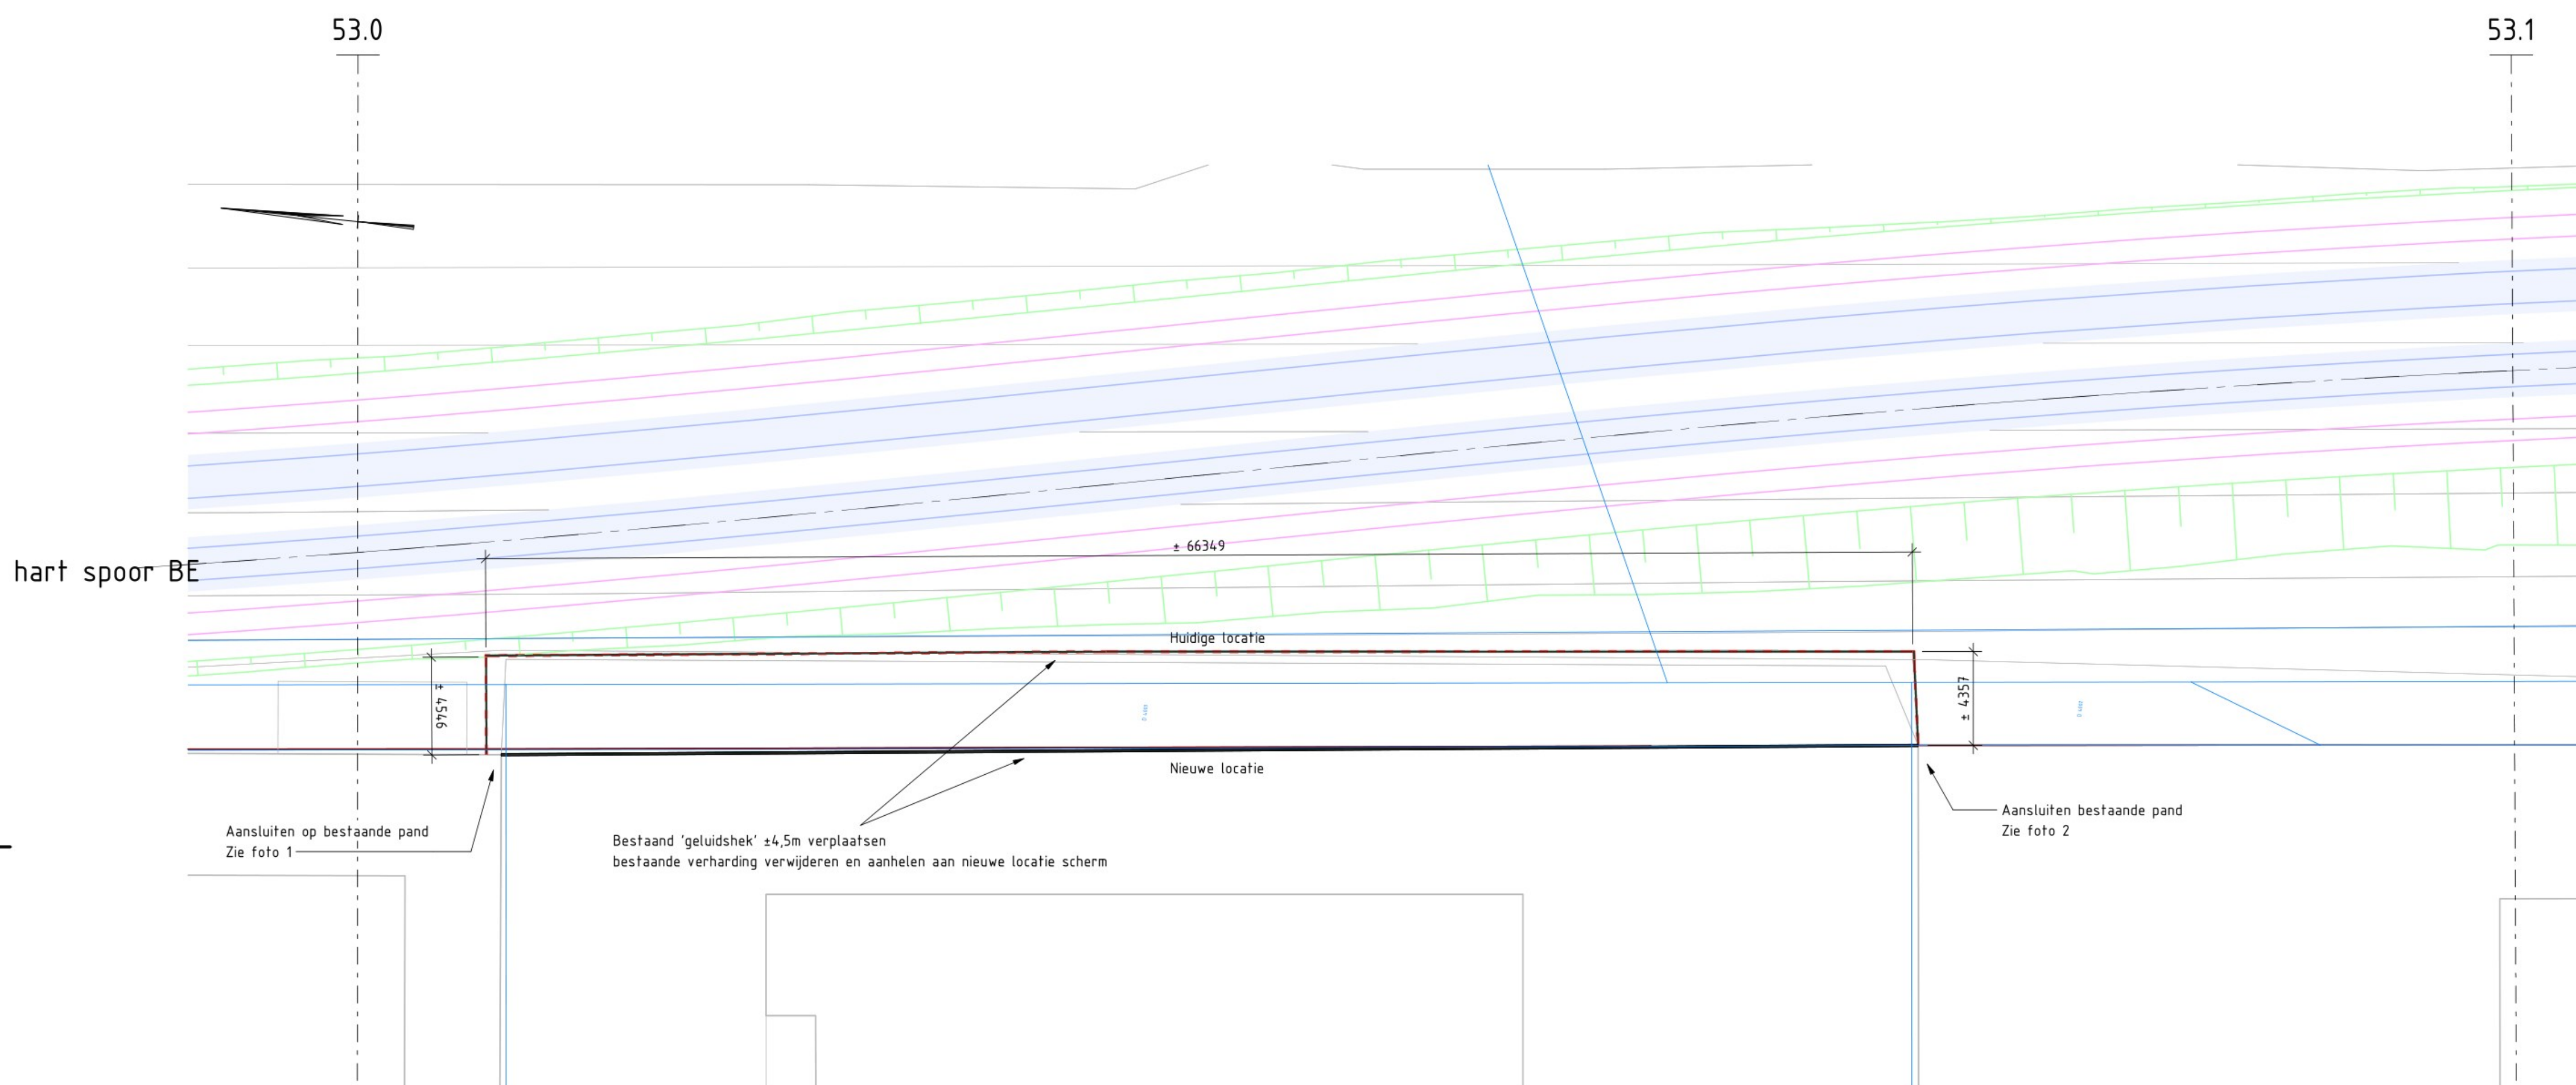 53.0
53.1
± 66349
hart spoor BE
Huidige locatie
± 4546
± 4357
Nieuwe locatie
Aansluiten op bestaande pand
Zie foto 1
Bestaand 'geluidshek' ±4,5m verplaatsen
bestaande verharding verwijderen en aanhelen aan nieuwe locatie scherm
Aansluiten bestaande pand
Zie foto 2